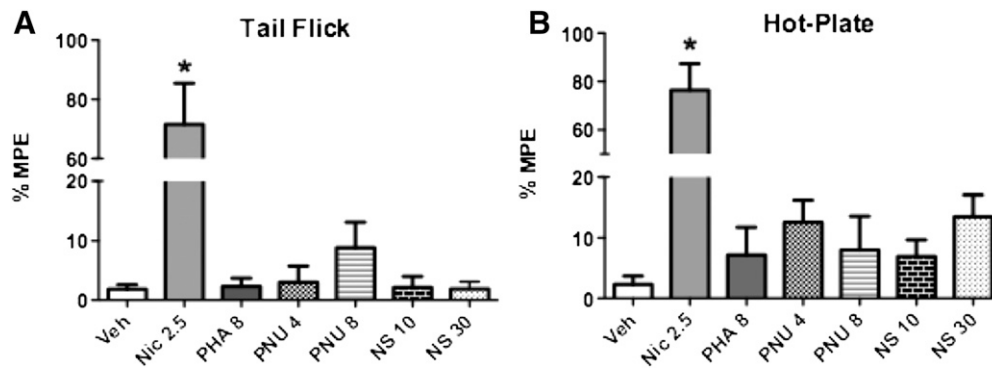 A
Tail Flick
% MPE
100
80
60
20
10
0
*
Veh
Nic 2.5
PHA 8
PNU 4
PNU 8
NS 10
NS 30
B
Hot-Plate
% MPE
100
80
60
20
10
0
*
Veh
Nic 2.5
PHA 8
PNU 4
PNU 8
NS 10
NS 30